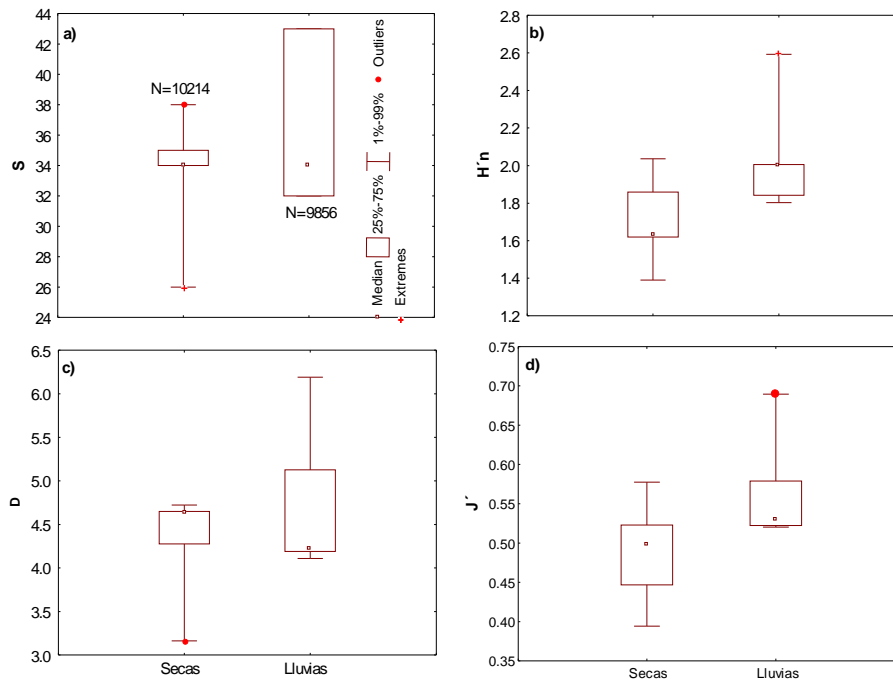 a)
44
42
40
38
36
34
32
30
28
26
24
S
N=10214
N=9856
Median
25%-75%
1%-99%
Outliers
Extremes
b)
2.8
2.6
2.4
2.2
2.0
1.8
1.6
1.4
1.2
H´n
c)
6.5
6.0
5.5
5.0
4.5
4.0
3.5
3.0
D
Secas
Lluvias
d)
0.75
0.70
0.65
0.60
0.55
0.50
0.45
0.40
0.35
J´
Secas
Lluvias